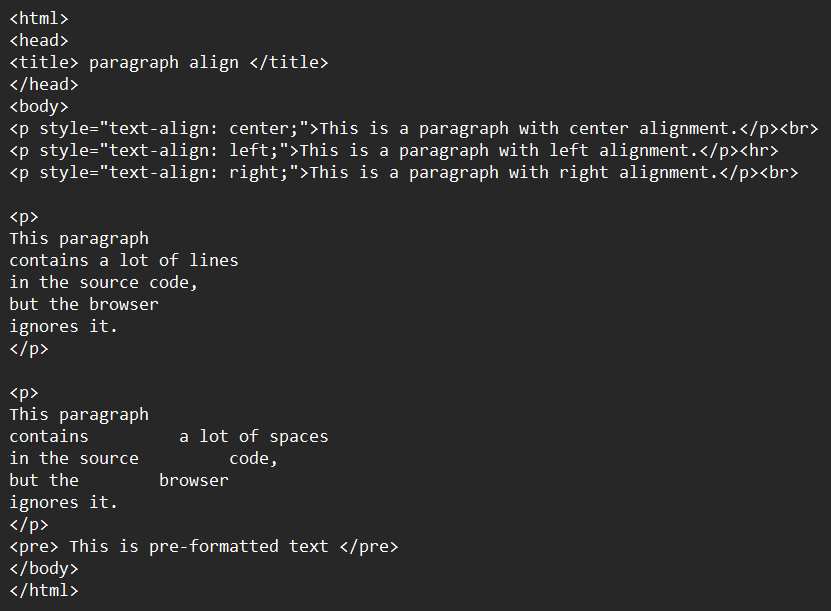 <html>
<head>
<title> paragraph align </title>
</head>
<body>
<p style="text-align: center;">This is a paragraph with center alignment.</p><br>
<p style="text-align: left;">This is a paragraph with left alignment.</p><hr>
<p style="text-align: right;">This is a paragraph with right alignment.</p><br>

<p>
This paragraph
contains a lot of lines
in the source code,
but the browser
ignores it.
</p>

<p>
This paragraph
contains         a lot of spaces
in the source         code,
but the        browser
ignores it.
</p>
<pre> This is pre-formatted text </pre>
</body>
</html>